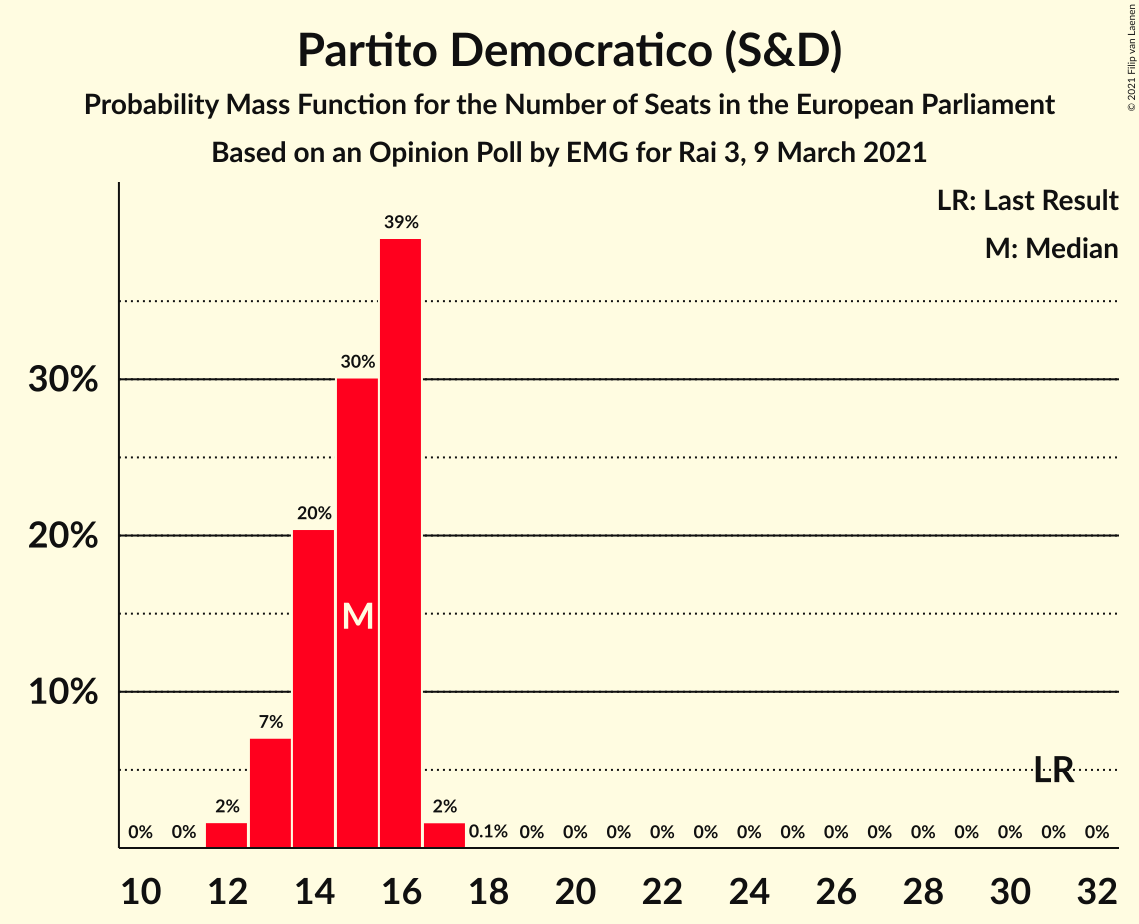 Partito Democratico (S&D)
Probability Mass Function for the Number of Seats in the European Parliament
Based on an Opinion Poll by EMG for Rai 3, 9 March 2021
© 2021 Filip van Laenen
LR: Last Result
M: Median
39%
30%
30%
20%
20%
M
10%
7%
LR
2%
2%
0% 0% 0.1% 0% 0% 0% 0% 0% 0% 0% 0% 0% 0% 0% 0% 0% 0%
10 12 14 16 18 20 22 24 26 28 30 32